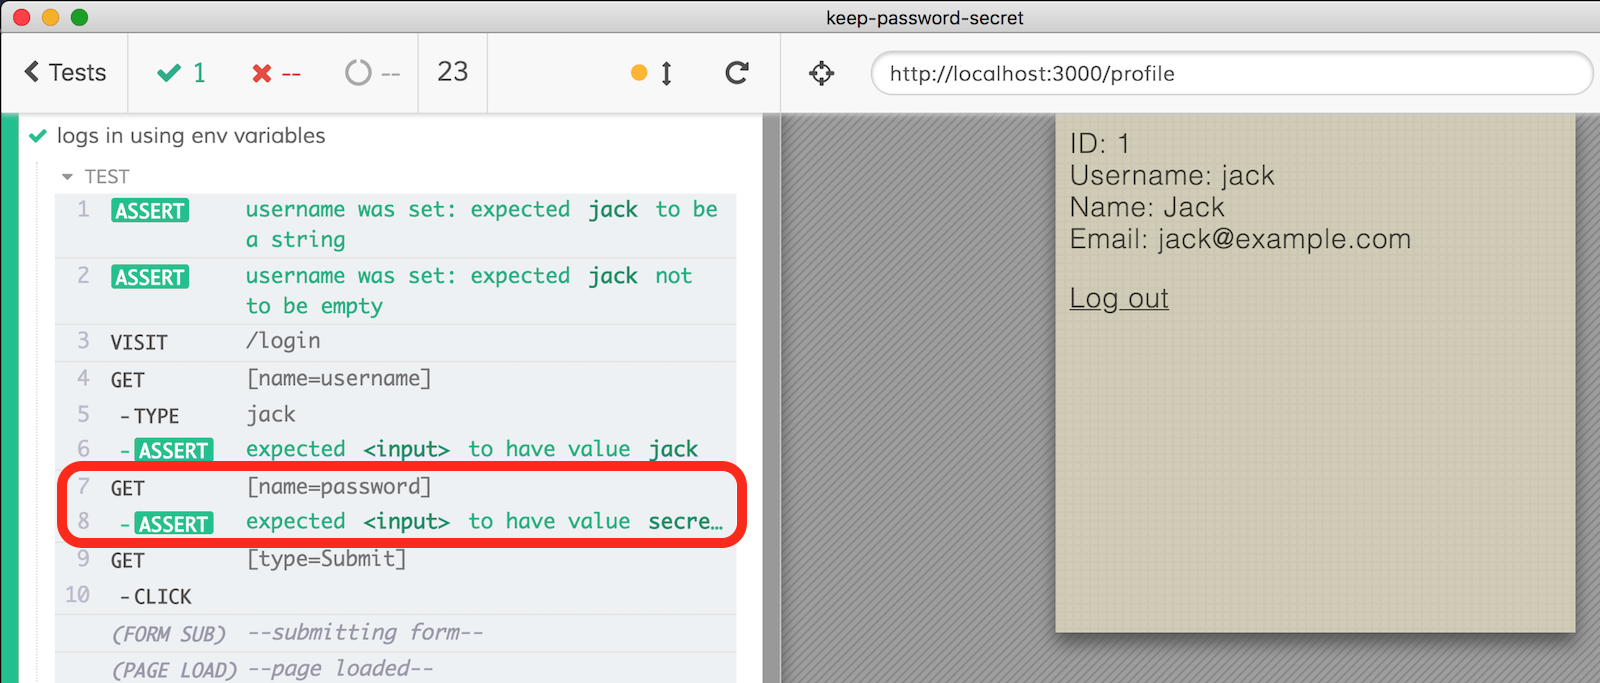 keep-password-secret
Tests 1 -- -- 23 http://localhost:3000/profile
logs in using env variables
TEST
1 ASSERT username was set: expected jack to be
a string
2 ASSERT username was set: expected jack not
to be empty
3 VISIT /login
4 GET [name=username]
5 -TYPE jack
6 -ASSERT expected <input> to have value jack
7 GET [name=password]
8 -ASSERT expected <input> to have value secre…
9 GET [type=Submit]
10 -CLICK
(FORM SUB) --submitting form--
(PAGE LOAD) --page loaded--
ID: 1
Username: jack
Name: Jack
Email: jack@example.com
Log out